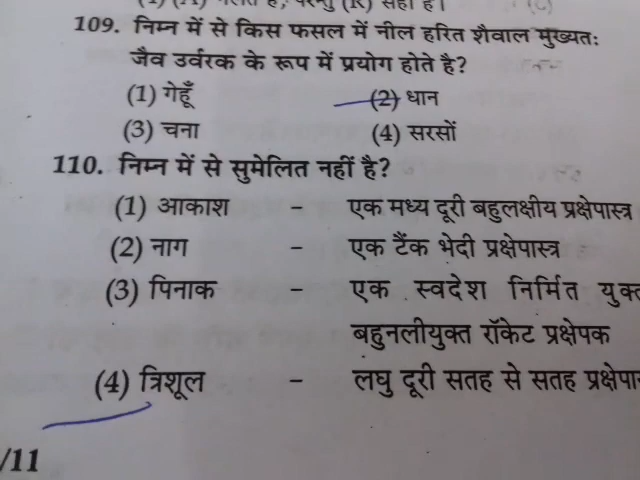 (R) सही है।
109. निम्न में से किस फसल में नील हरित शैवाल मुख्यतः
जैव उर्वरक के रूप में प्रयोग होते है?
(1) गेहूँ (2) धान
(3) चना (4) सरसों
110. निम्न में से सुमेलित नहीं है?
(1) आकाश – एक मध्य दूरी बहुलक्षीय प्रक्षेपास्त्र
(2) नाग – एक टैंक भेदी प्रक्षेपास्त्र
(3) पिनाक – एक स्वदेश निर्मित
बहुनलीयुक्त रॉकेट प्रक्षेपक
(4) त्रिशूल – लघु दूरी सतह से सतह
/11